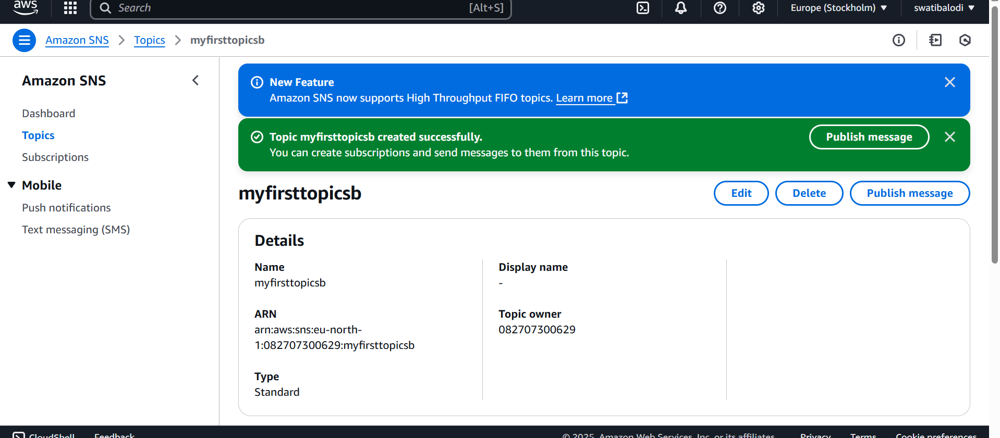 aws
Search [Alt+S]
Europe (Stockholm)
swatibalodi
Amazon SNS
Topics
myfirsttopicsb
Amazon SNS
Dashboard
Topics
Subscriptions
Mobile
Push notifications
Text messaging (SMS)
New Feature
Amazon SNS now supports High Throughput FIFO topics. Learn more
Topic myfirsttopicsb created successfully.
You can create subscriptions and send messages to them from this topic.
Publish message
myfirsttopicsb
Edit
Delete
Publish message
Details
Name
myfirsttopicsb
ARN
arn:aws:sns:eu-north-
1:082707300629:myfirsttopicsb
Type
Standard
Display name
-
Topic owner
082707300629
CloudShell
Feedback
© 2025, Amazon Web Services, Inc. or its affiliates.
Privacy
Terms
Cookie preferences